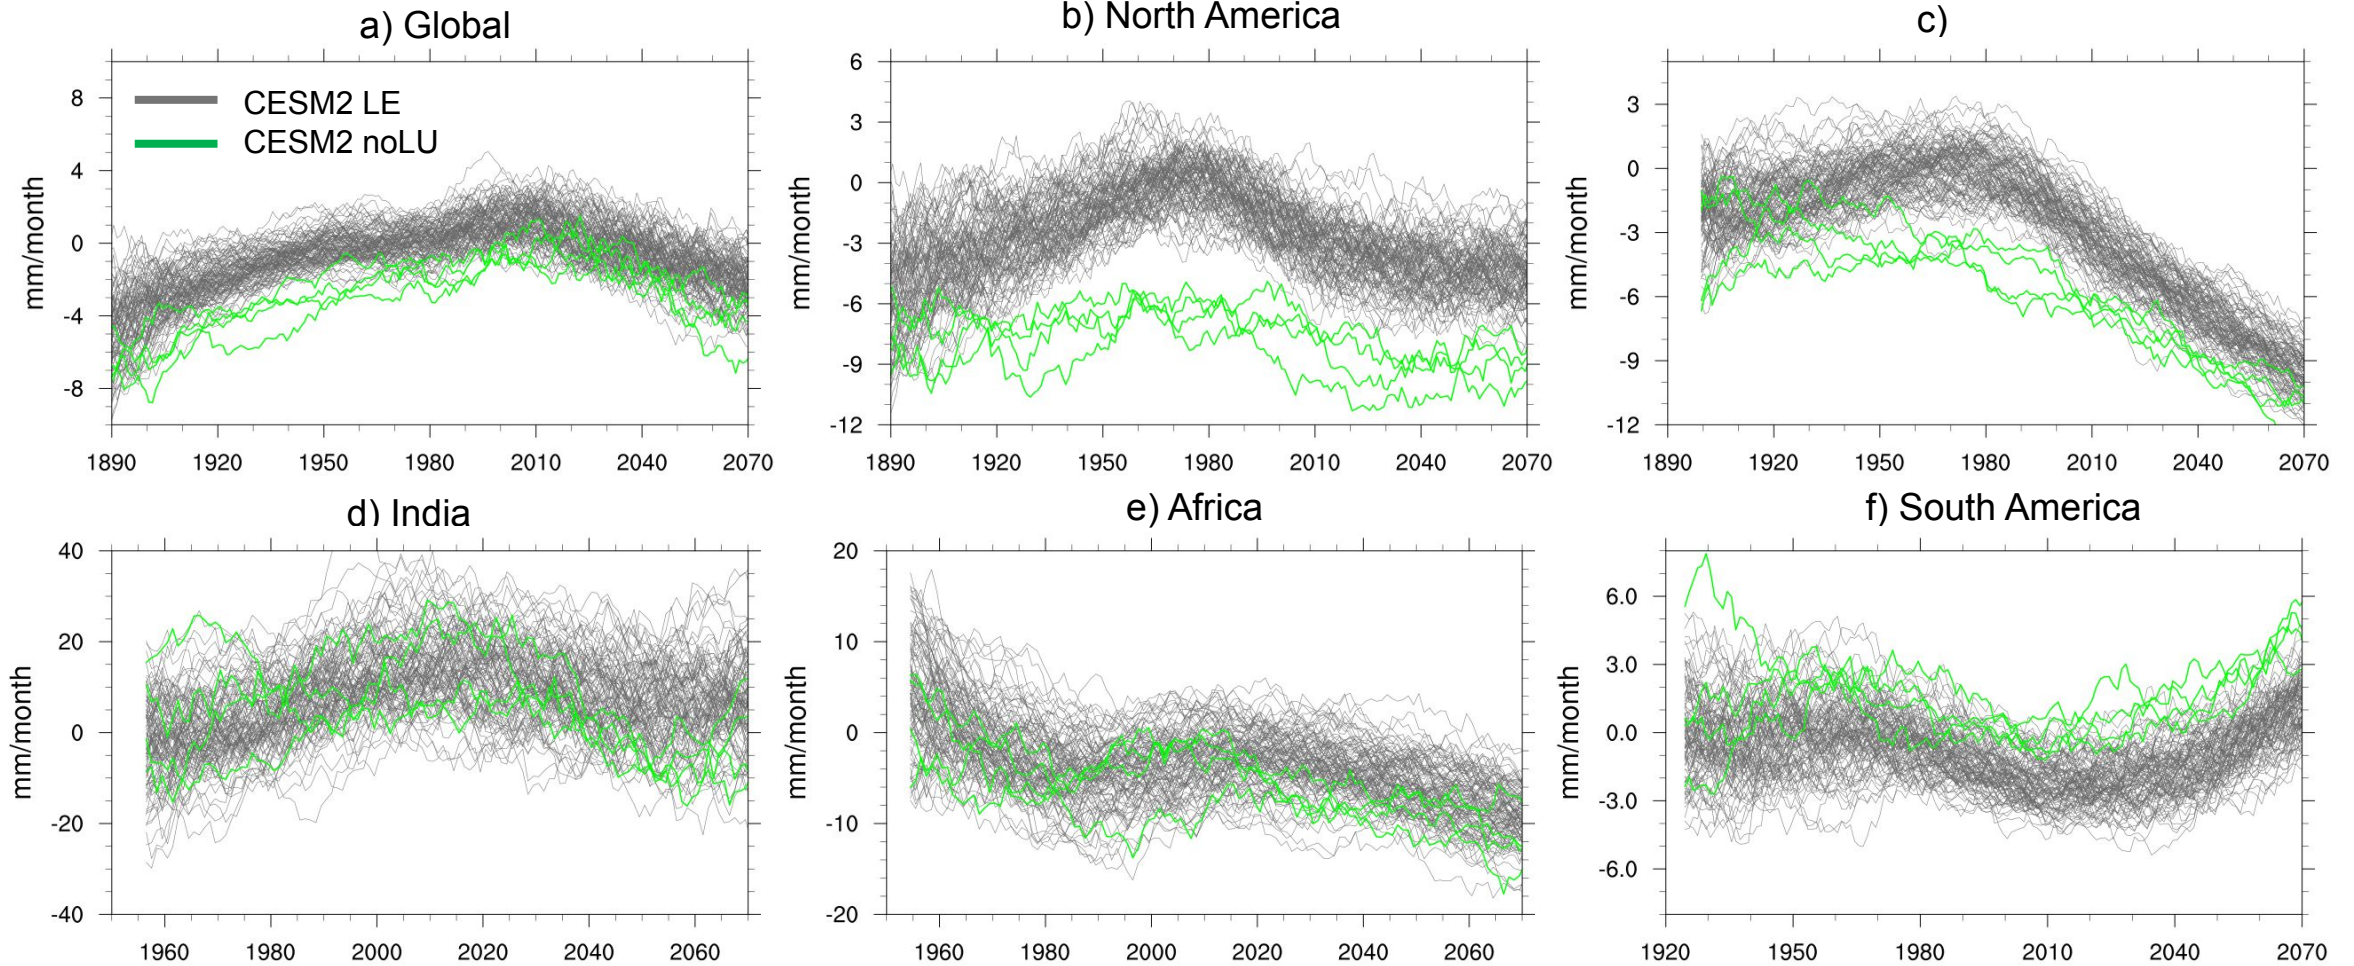 a) Global
b) North America
c)
8
4
0
-4
-8
mm/month
CESM2 LE
CESM2 noLU
1890 1920 1950 1980 2010 2040 2070
6
3
0
-3
-6
-9
-12
mm/month
1890 1920 1950 1980 2010 2040 2070
3
0
-3
-6
-9
-12
mm/month
1890 1920 1950 1980 2010 2040 2070
d) India
e) Africa
f) South America
40
20
0
-20
-40
mm/month
1960 1980 2000 2020 2040 2060
20
10
0
-10
-20
mm/month
1960 1980 2000 2020 2040 2060
6.0
3.0
0.0
-3.0
-6.0
mm/month
1920 1950 1980 2010 2040 2070